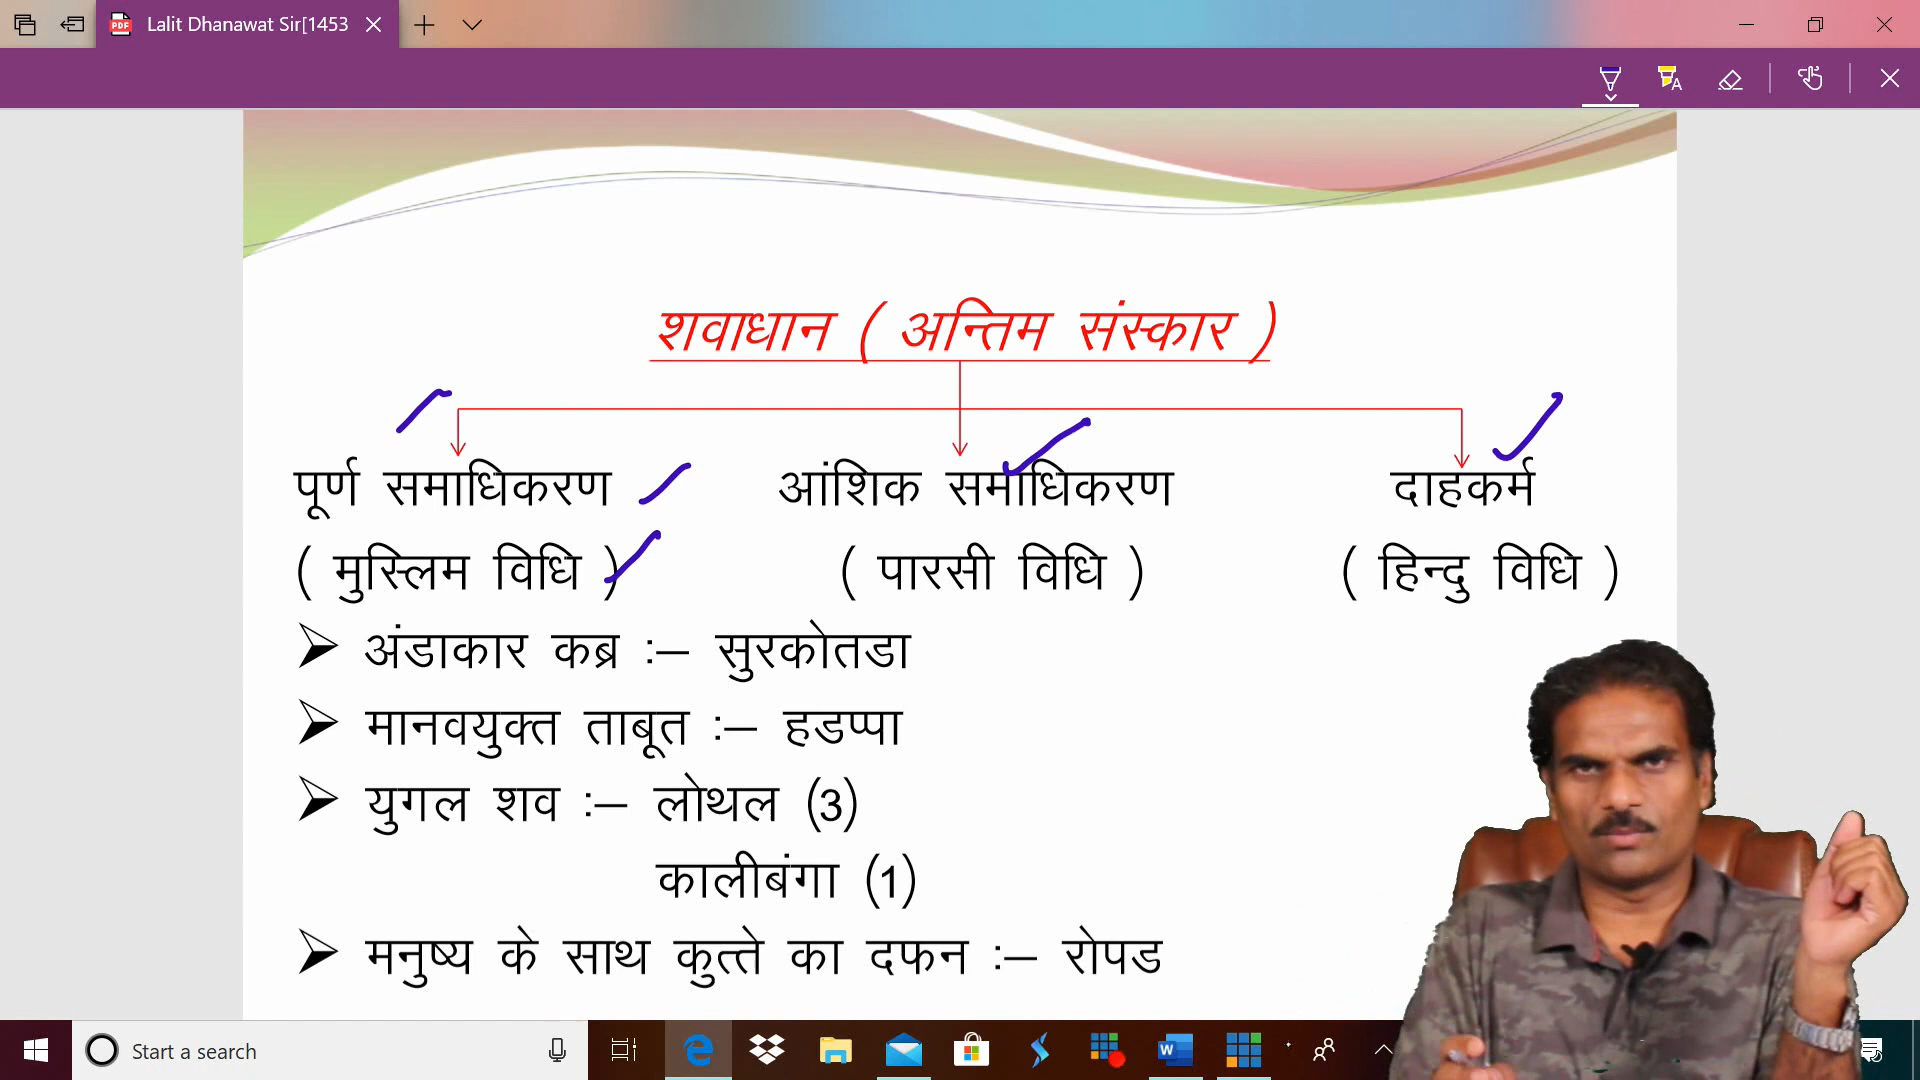 Lalit Dhanawat Sir[1453
शवाधान ( अन्तिम संस्कार )
पूर्ण समाधिकरण आंशिक समाधिकरण दाहकर्म
( मुस्लिम विधि ) ( पारसी विधि ) ( हिन्दु विधि )
➢ अंडाकार कब्र :– सुरकोतडा
➢ मानवयुक्त ताबूत :– हडप्पा
➢ युगल शव :– लोथल (3)
कालीबंगा (1)
➢ मनुष्य के साथ कुत्ते का दफन :– रोपड
Start a search